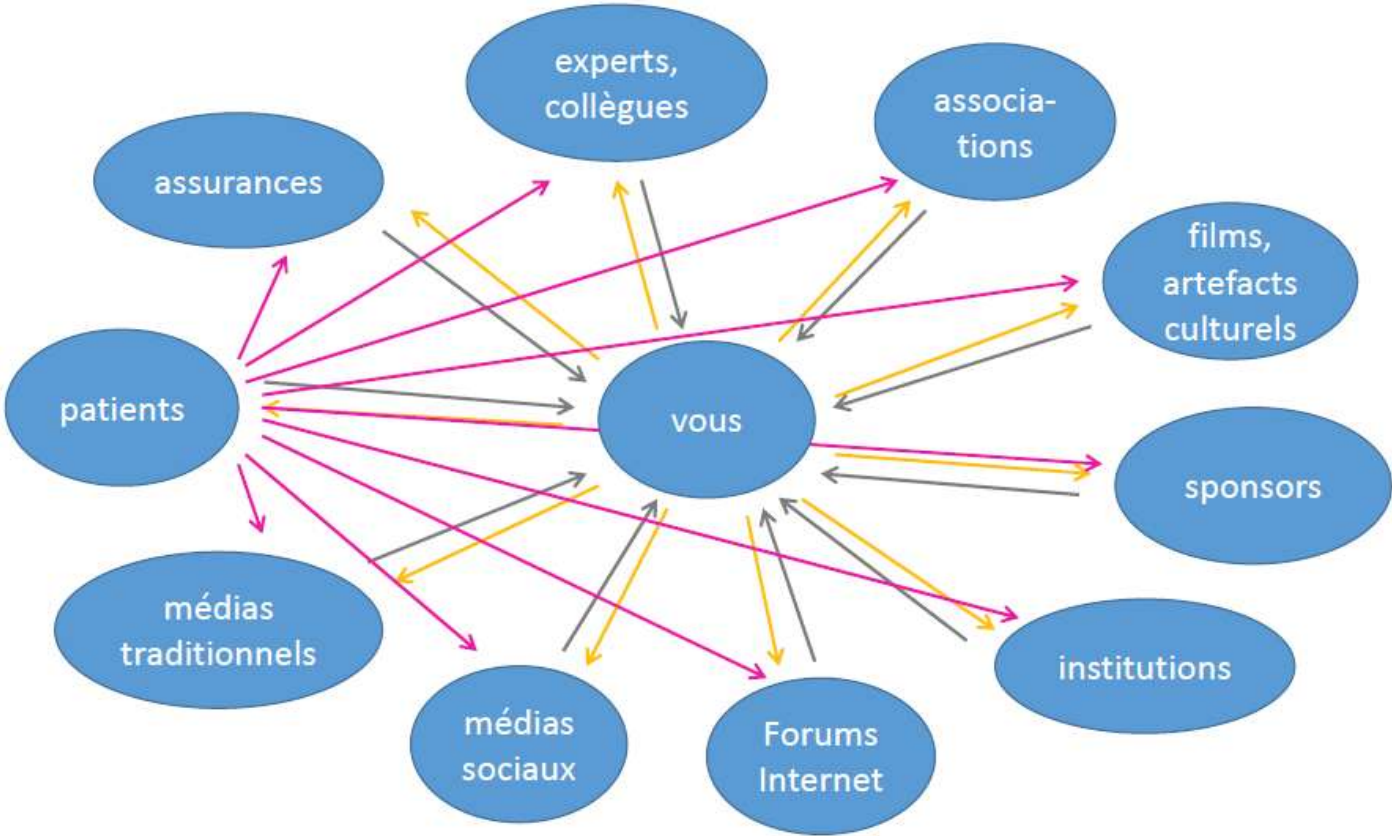 experts,
collègues
associa-
tions
assurances
films,
artefacts
culturels
patients
vous
sponsors
médias
traditionnels
institutions
médias
sociaux
Forums
Internet